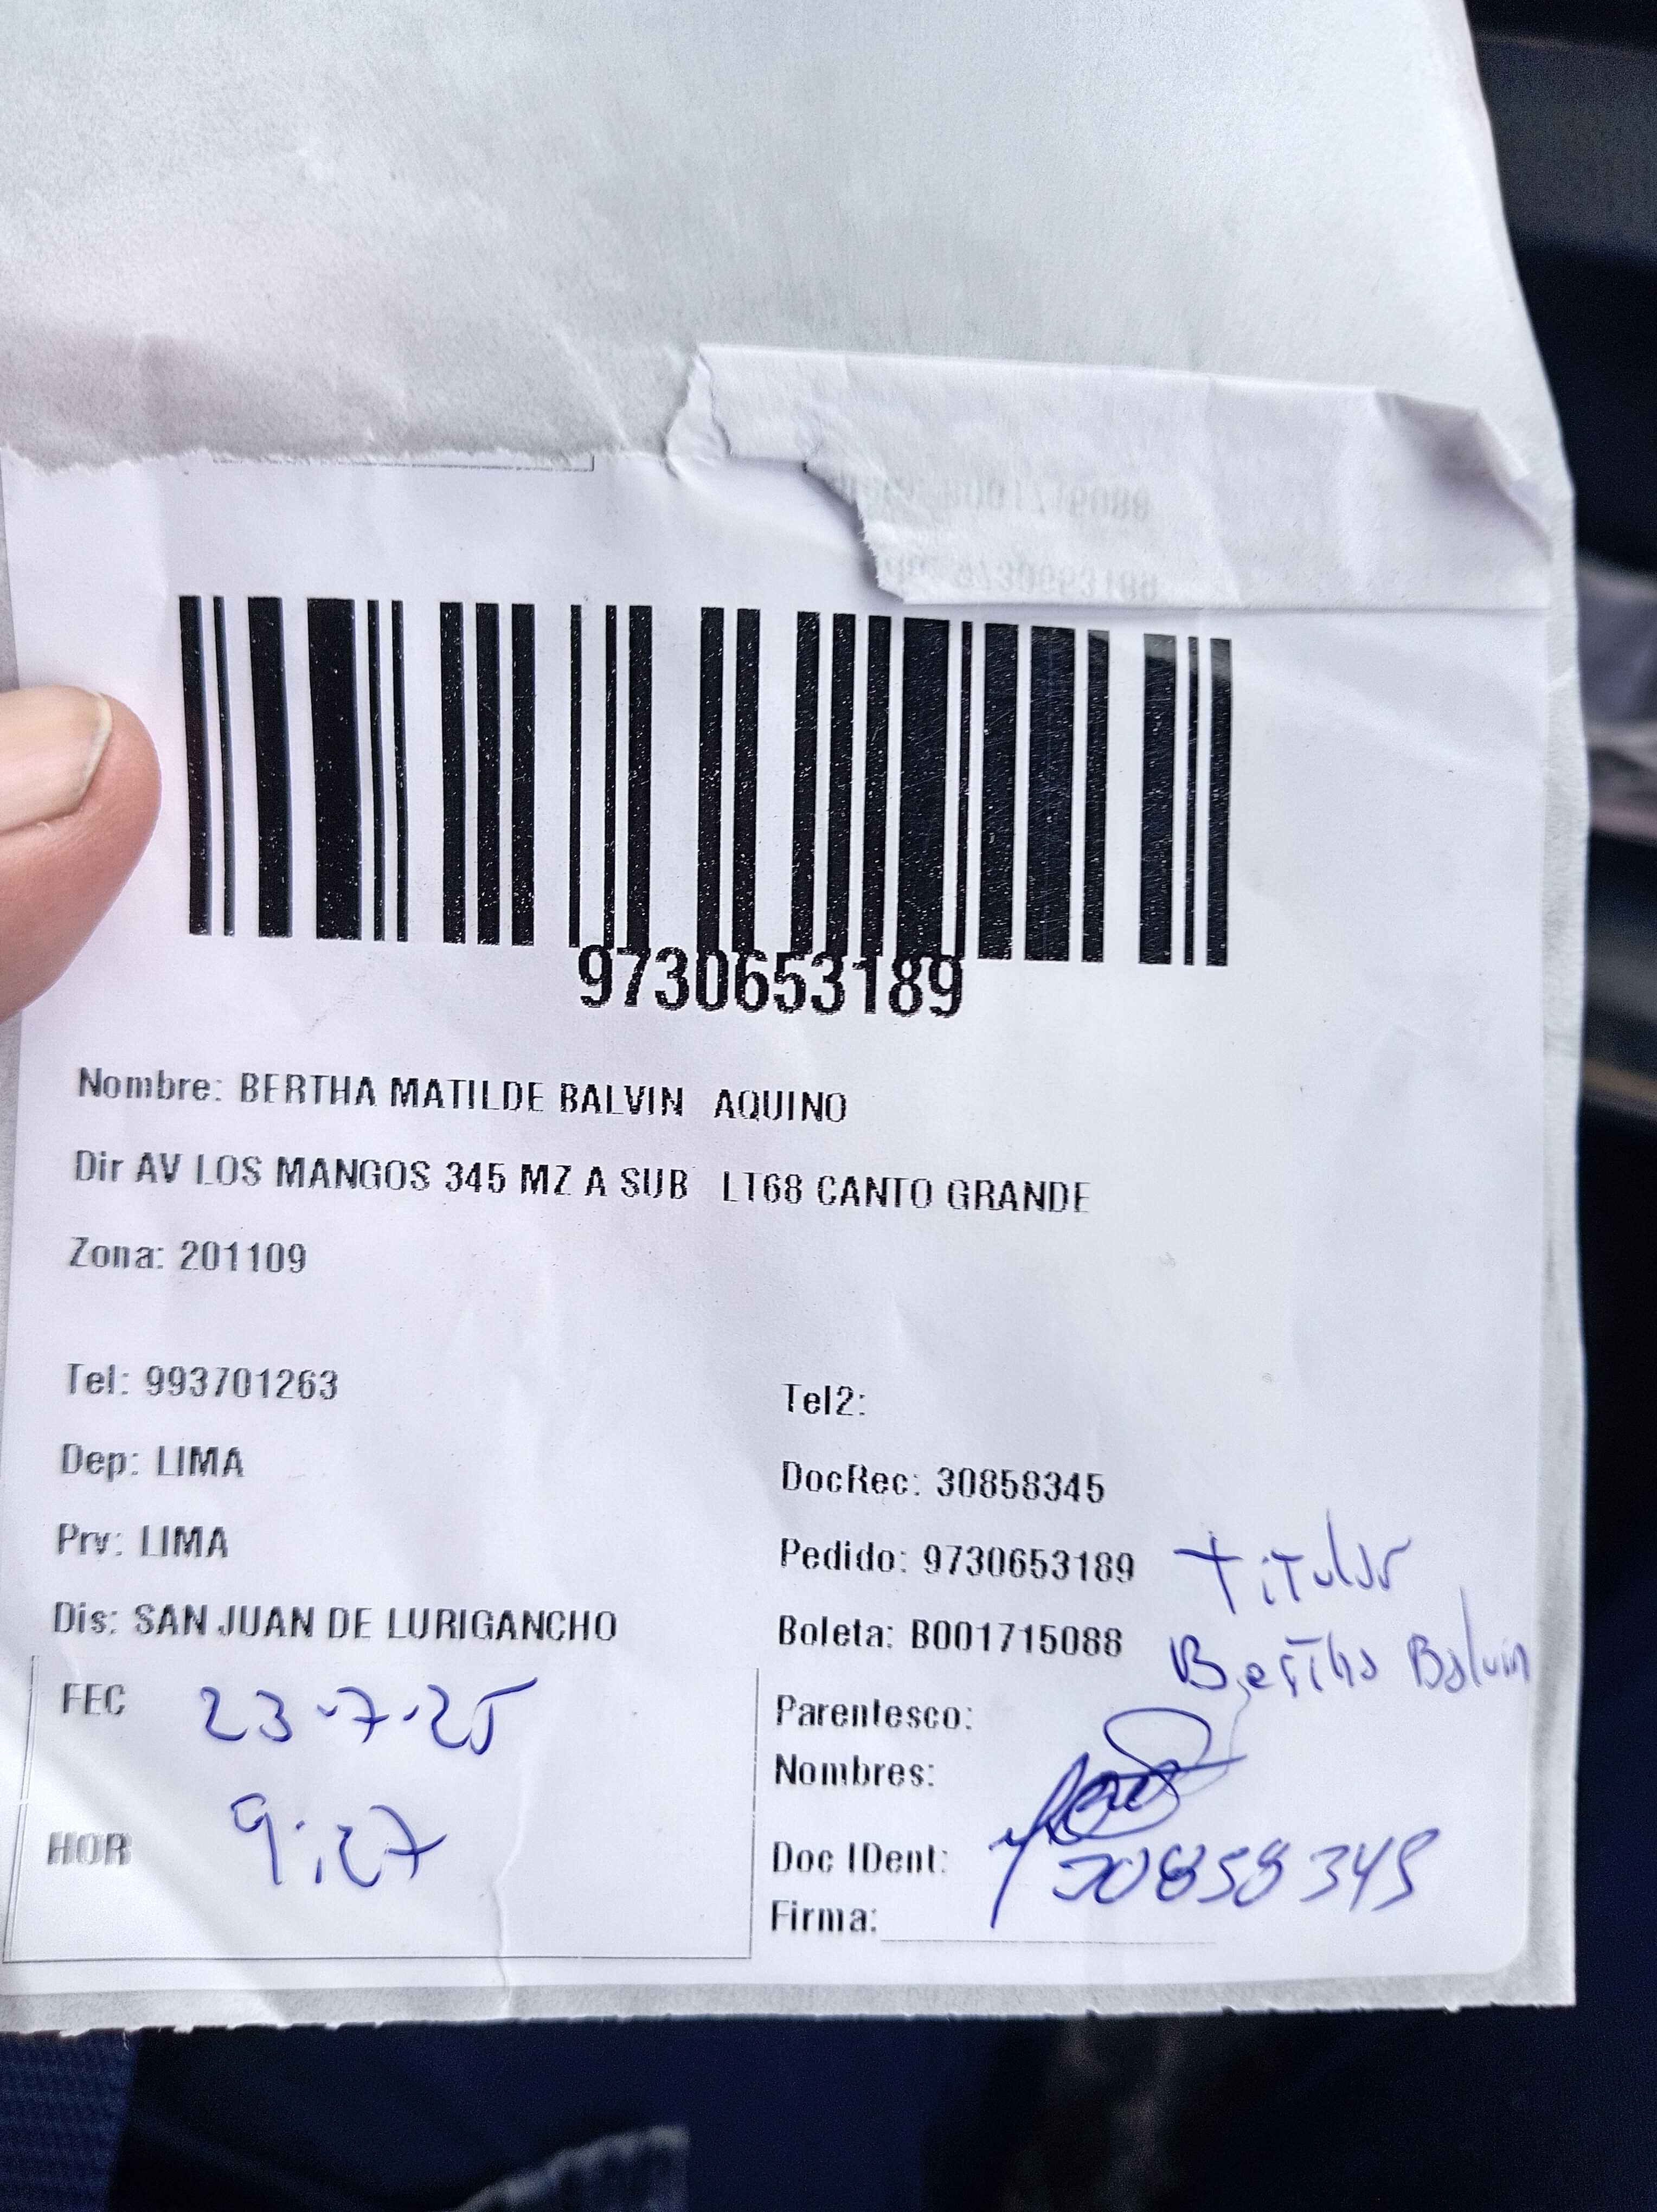 9730653189
Nombre: BERTHA MATILDE BALVIN AQUINO
Dir AV LOS MANGOS 345 MZ A SUB LT68 CANTO GRANDE
Zona: 201109
Tel: 993701263
Tel2:
Dep: LIMA
DocRec: 30858345
Prv: LIMA
Pedido: 9730653189
Titular
Dis: SAN JUAN DE LURIGANCHO
Boleta: B001715088
Bertha Balvin
FEC 23-7-25
Parentesco:
Nombres:
HOR 9:27
Doc IDent: 30858345
Firma: